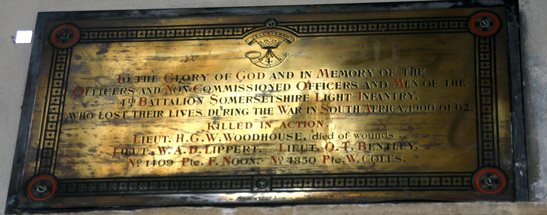 TO THE GLORY OF GOD AND IN MEMORY OF THE
OFFICERS AND NON COMMISSIONED OFFICERS AND MEN OF THE
4TH BATTALION SOMERSETSHIRE LIGHT INFANTRY,
WHO LOST THEIR LIVES DURING THE WAR IN SOUTH AFRICA, 1900-01-02.
KILLED IN ACTION,
LIEUT. H.G.W. WOODHOUSE, died of wounds.
LIEUT. W.A.D. LIPPERT. LIEUT. O.T. BENTLEY.
No 1409 Pte. F. NOON. No 4850 Pte. W. COLES.